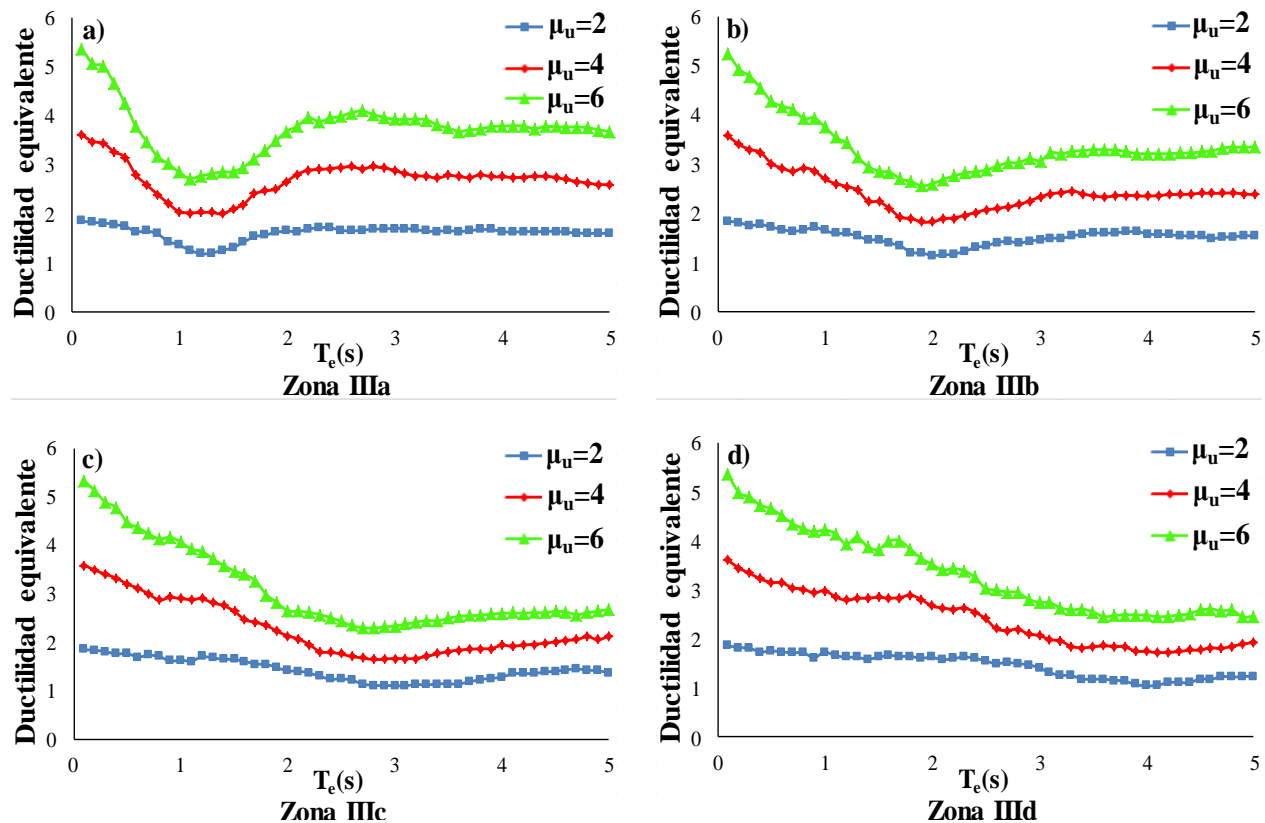 a)
Ductilidad equivalente
6
5
4
3
2
1
0
0 1 2 3 4 5
μu=2
μu=4
μu=6
Te(s)
Zona IIIa
b)
Ductilidad equivalente
6
5
4
3
2
1
0
0 1 2 3 4 5
μu=2
μu=4
μu=6
Te(s)
Zona IIIb
c)
Ductilidad equivalente
6
5
4
3
2
1
0
0 1 2 3 4 5
μu=2
μu=4
μu=6
Te(s)
Zona IIIc
d)
Ductilidad equivalente
6
5
4
3
2
1
0
0 1 2 3 4 5
μu=2
μu=4
μu=6
Te(s)
Zona IIId